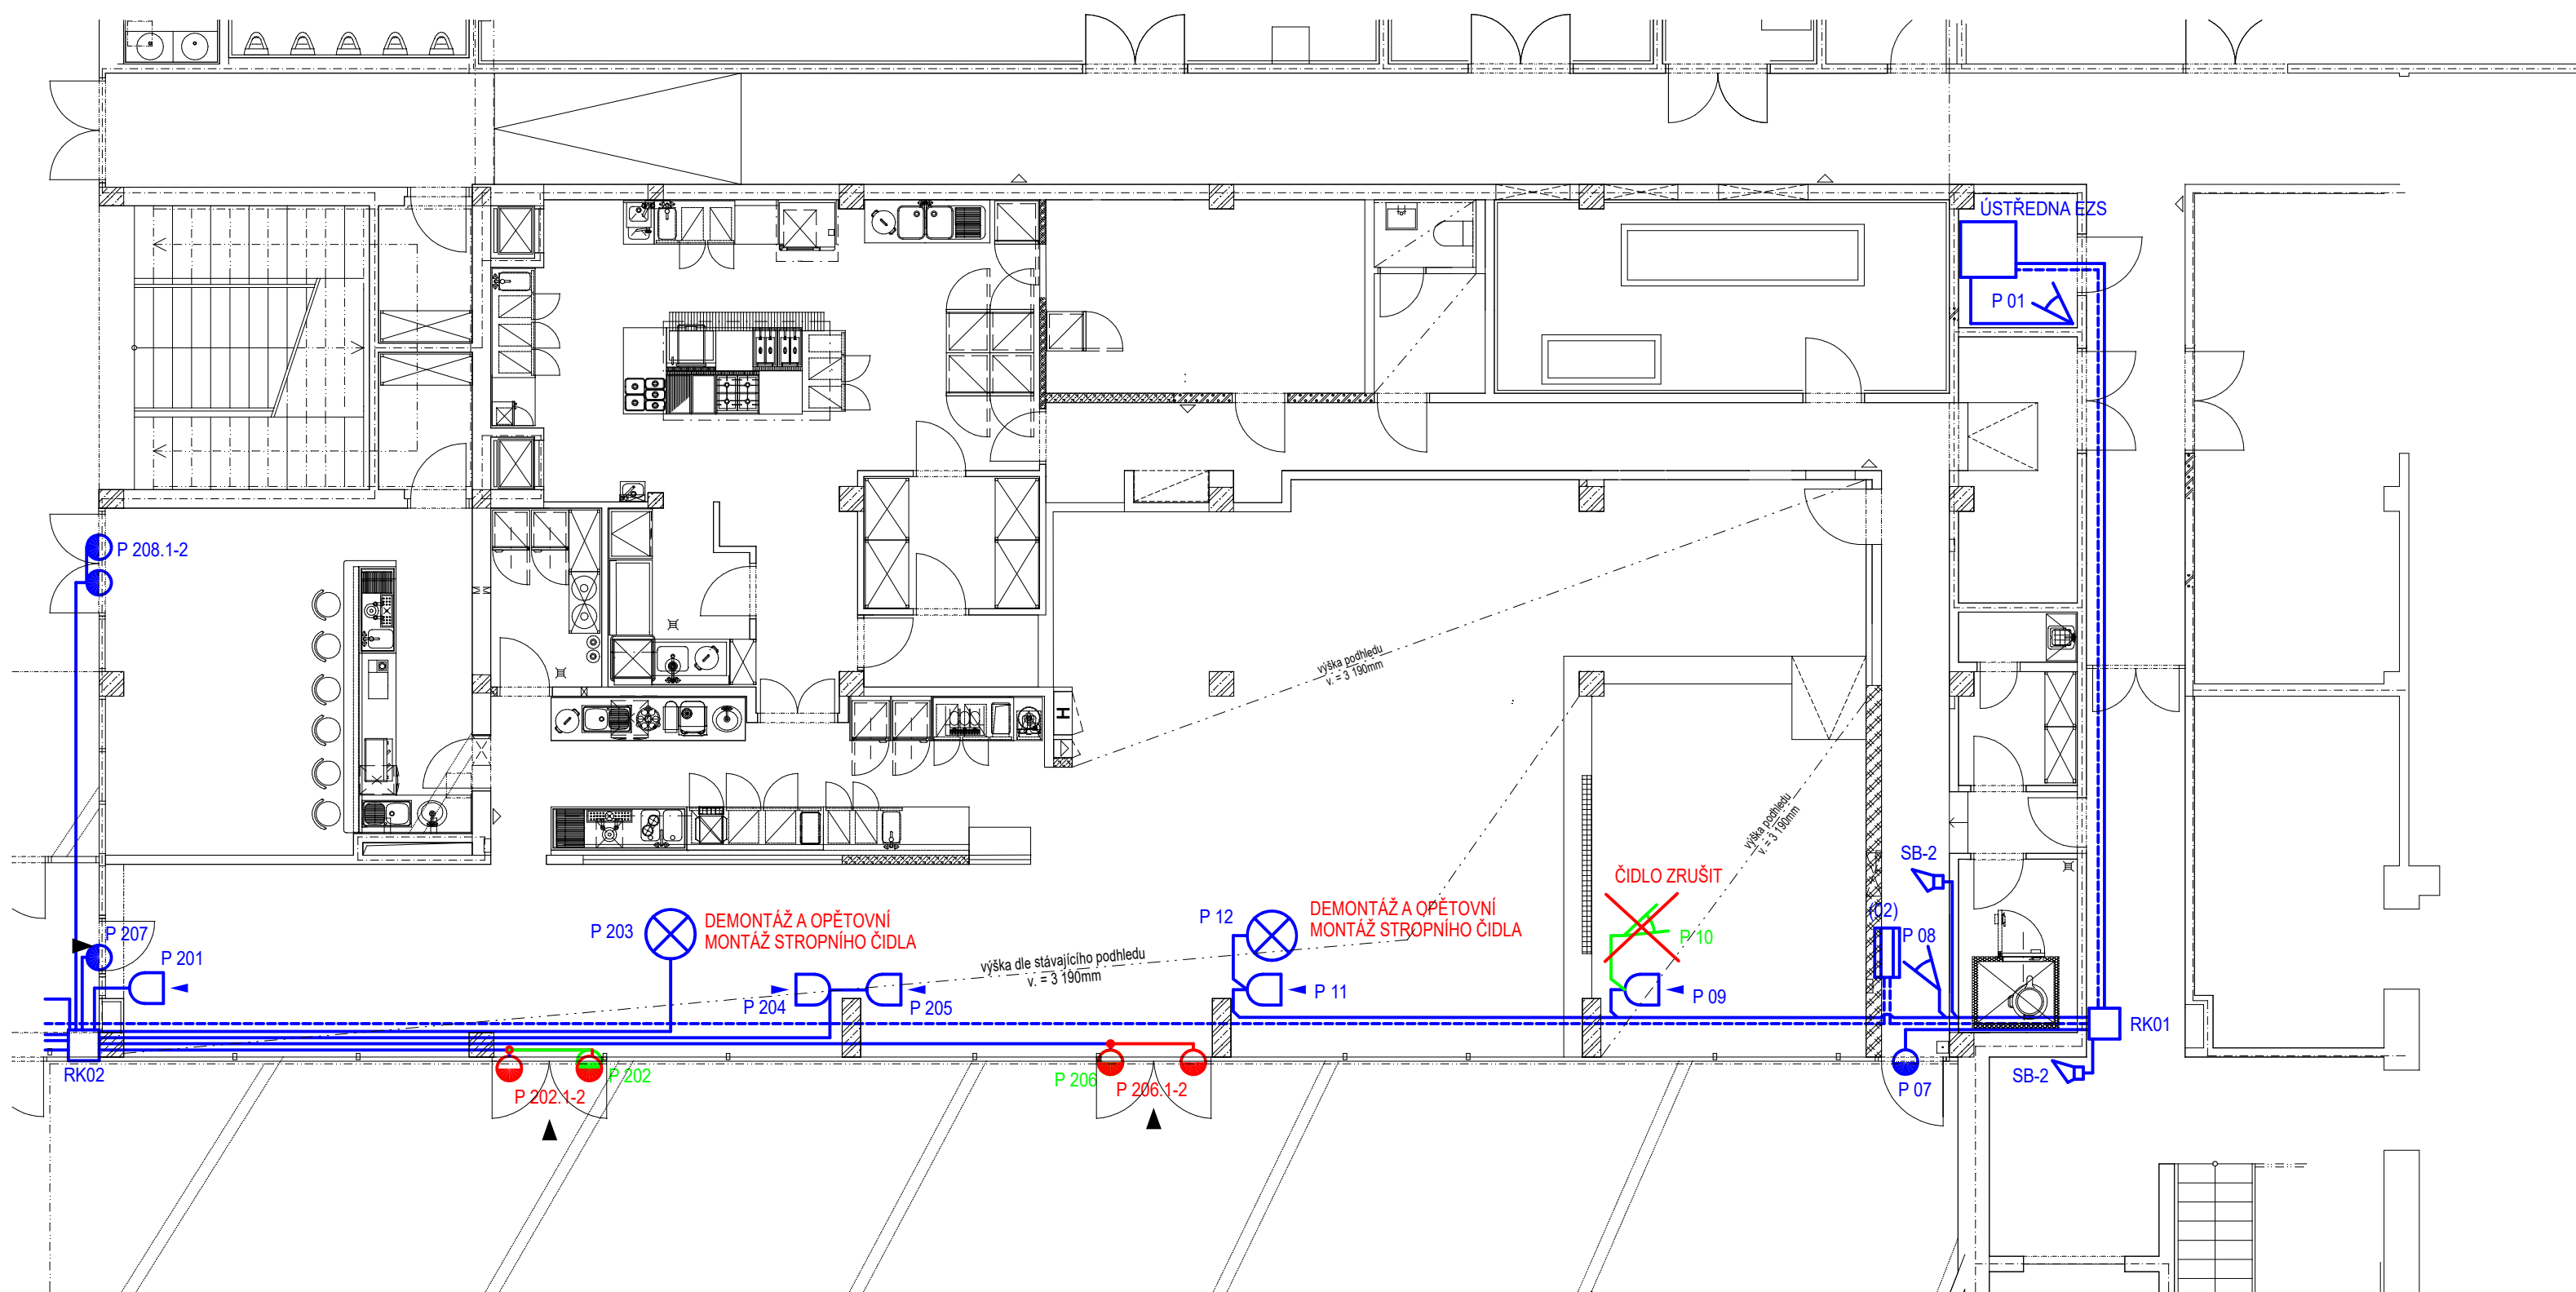 ÚSTŘEDNA EZS
P 01
P 208.1-2
výška podhledu
v. = 3 190mm
H
výška podhledu
v. = 3 190mm
SB-2
ČIDLO ZRUŠIT
(02)
P 203
DEMONTÁŽ A OPĚTOVNÍ
MONTÁŽ STROPNÍHO ČIDLA
P 12
DEMONTÁŽ A OPĚTOVNÍ
MONTÁŽ STROPNÍHO ČIDLA
P 10
P 08
P 207
P 201
výška dle stávajícího podhledu
v. = 3 190mm
P 204
P 205
P 11
P 09
RK01
RK02
P 202
P 202.1-2
P 206
P 206.1-2
P 07
SB-2